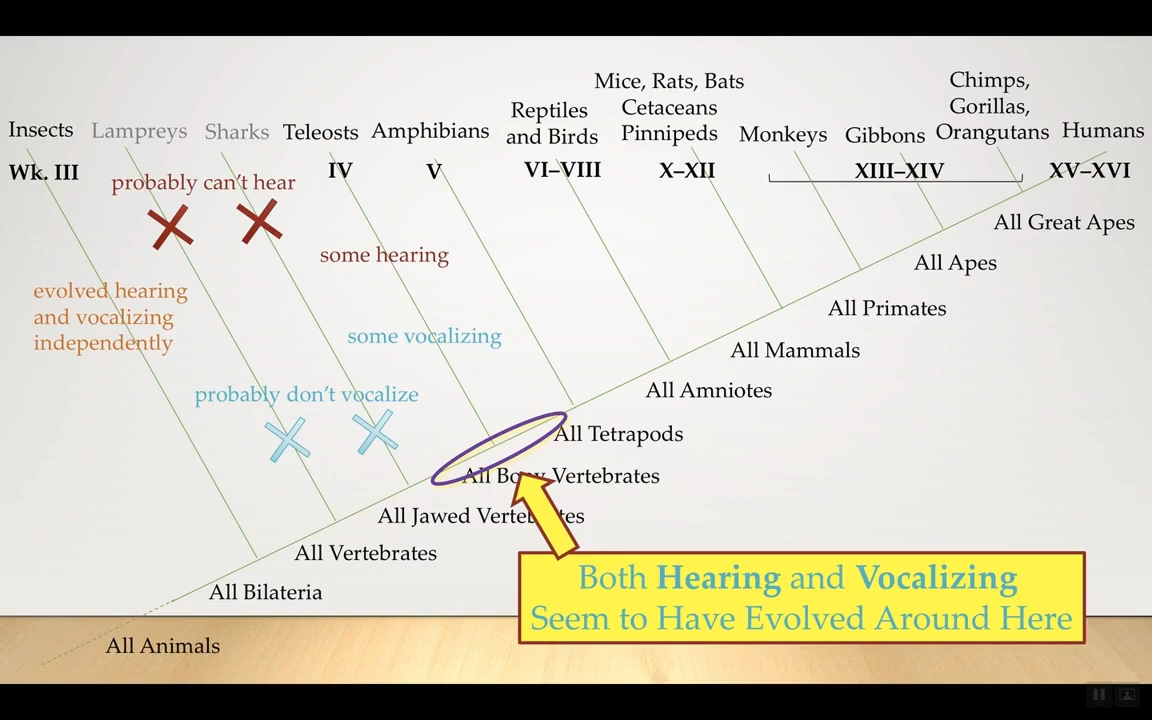 Mice, Rats, Bats
Cetaceans
Pinnipeds
Chimps,
Gorillas,
Orangutans
Reptiles
and Birds
Insects
Lampreys
Sharks
Teleosts
Amphibians
Monkeys
Gibbons
Humans
Wk. III
IV
V
VI–VIII
X–XII
XIII–XIV
XV–XVI
probably can't hear
some hearing
evolved hearing
and vocalizing
independently
some vocalizing
probably don't vocalize
All Great Apes
All Apes
All Primates
All Mammals
All Amniotes
All Tetrapods
All Bony Vertebrates
All Jawed Vertebrates
All Vertebrates
All Bilateria
All Animals
Both Hearing and Vocalizing
Seem to Have Evolved Around Here